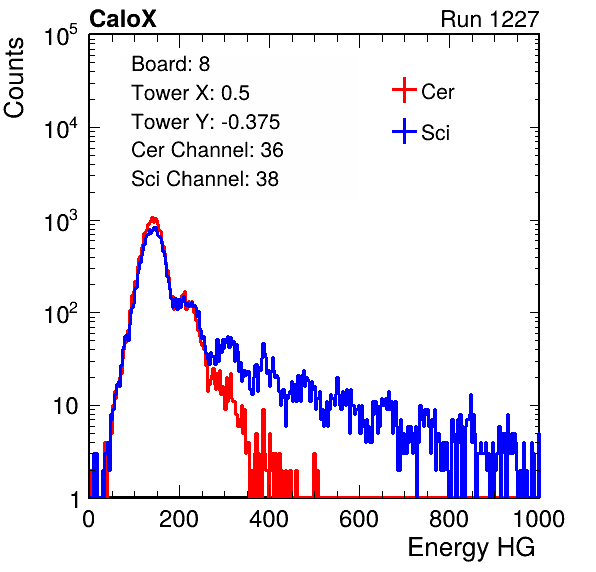 CaloX Run 1227
Counts
10^5
10^4
10^3
10^2
10
1
Board: 8
Tower X: 0.5
Tower Y: -0.375
Cer Channel: 36
Sci Channel: 38
Cer
Sci
0 200 400 600 800 1000
Energy HG